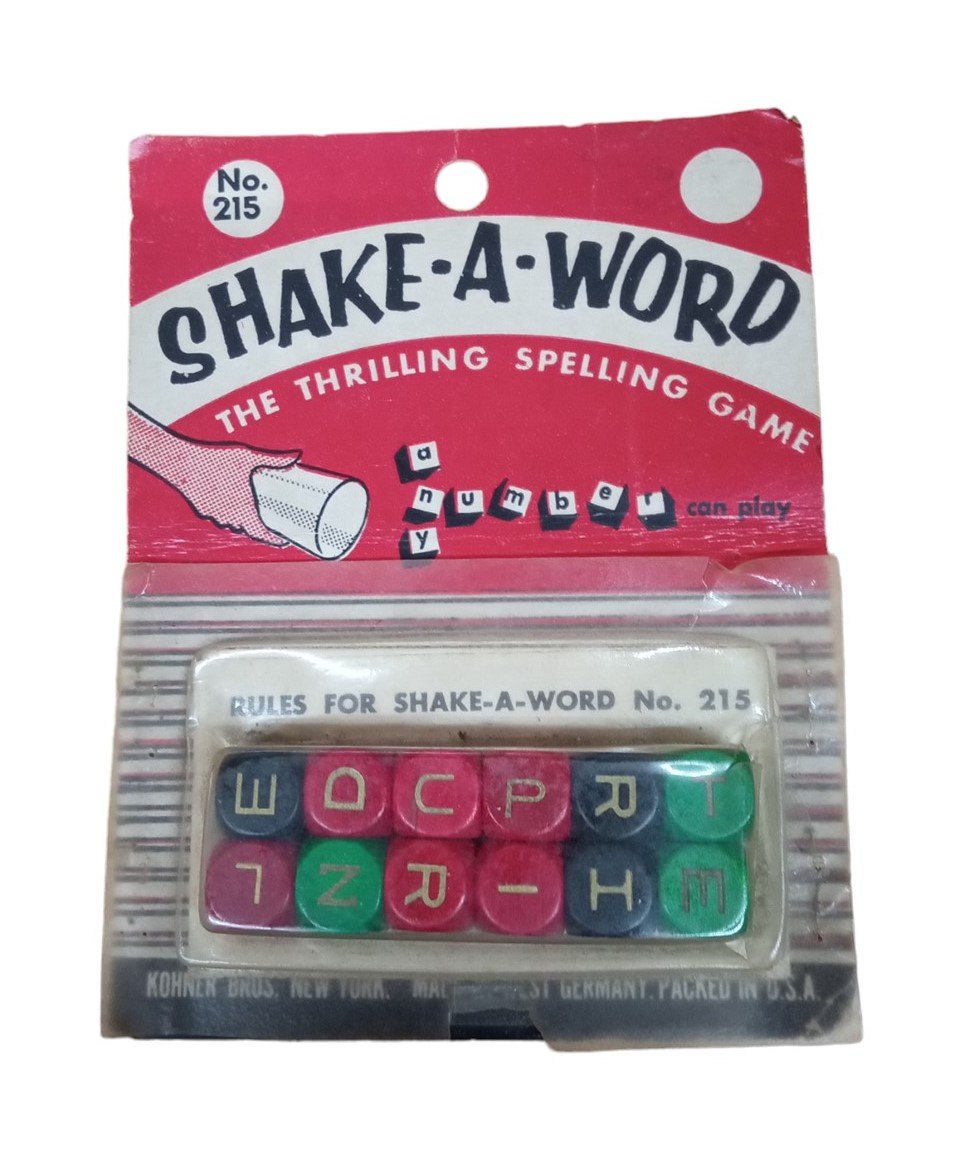 No.
215
SHAKE-A-WORD
THE THRILLING SPELLING GAME
a
number can play
y
RULES FOR SHAKE-A-WORD No. 215
E D U P R T
L N R I H E
KOHNER BROS. NEW YORK. GERMANY. PACKED IN U.S.A.